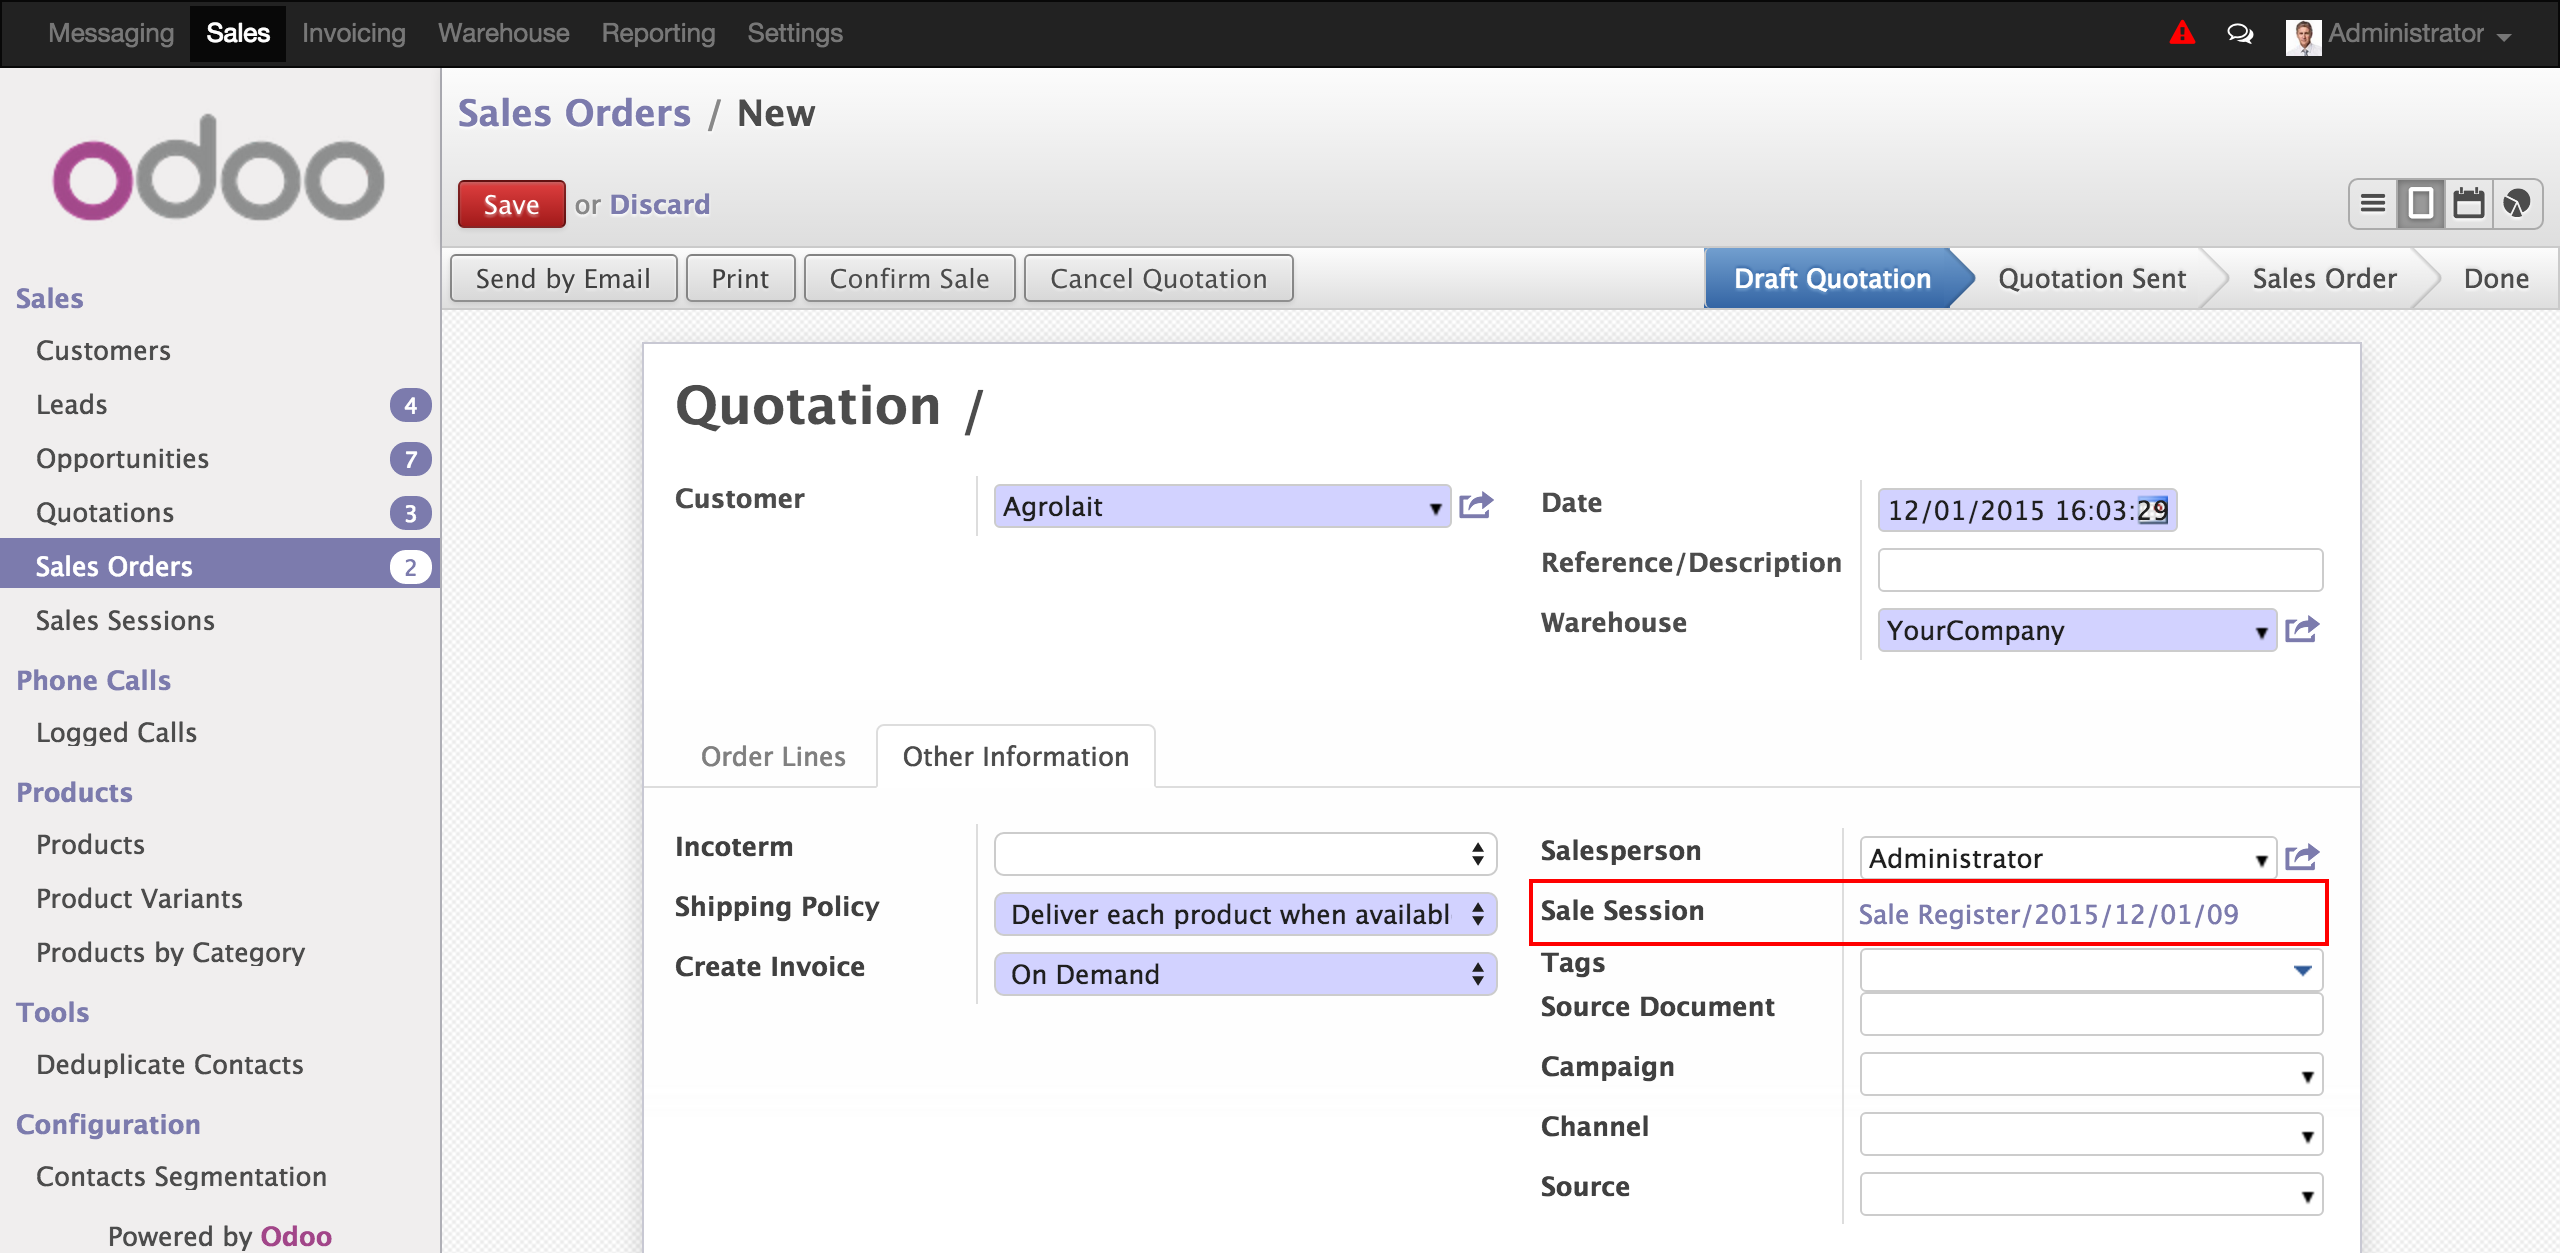 Messaging Sales Invoicing Warehouse Reporting Settings Administrator
odoo
Sales
Customers
Leads 4
Opportunities 7
Quotations 3
Sales Orders 2
Sales Sessions
Phone Calls
Logged Calls
Products
Products
Product Variants
Products by Category
Tools
Deduplicate Contacts
Configuration
Contacts Segmentation
Powered by Odoo
Sales Orders / New
Save or Discard
Send by Email Print Confirm Sale Cancel Quotation Draft Quotation Quotation Sent Sales Order Done
Quotation /
Customer Agrolait
Date 12/01/2015 16:03:29
Reference/Description
Warehouse YourCompany
Order Lines Other Information
Incoterm
Shipping Policy Deliver each product when availabl
Create Invoice On Demand
Salesperson Administrator
Sale Session Sale Register/2015/12/01/09
Tags
Source Document
Campaign
Channel
Source